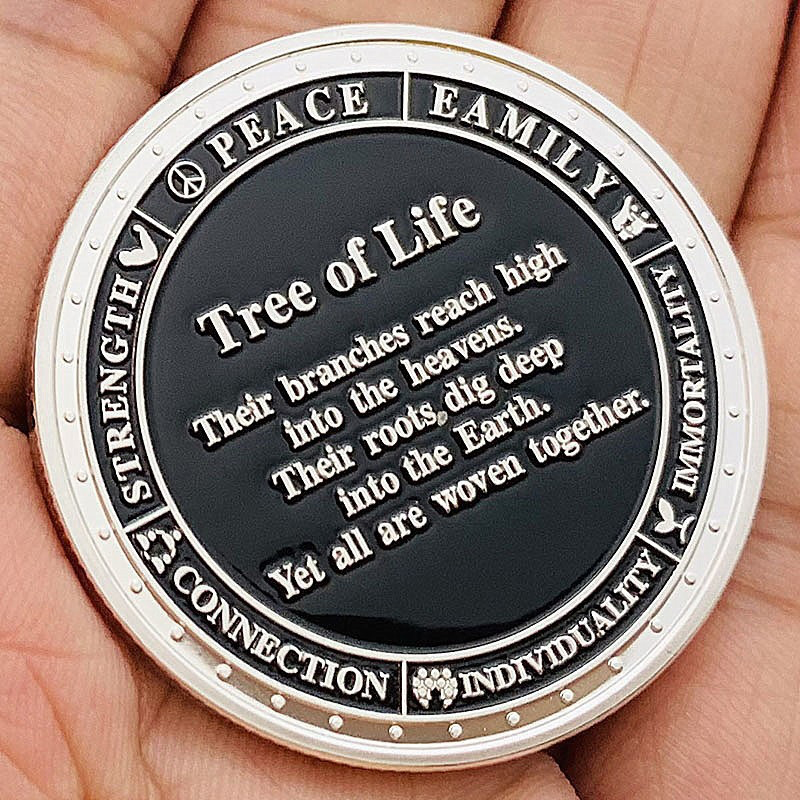 PEACE
EAMILY
IMMORTALITY
INDIVIDUALITY
CONNECTION
STRENGTH
Tree of Life
Their branches reach high
into the heavens.
Their roots dig deep
into the Earth.
Yet all are woven together.